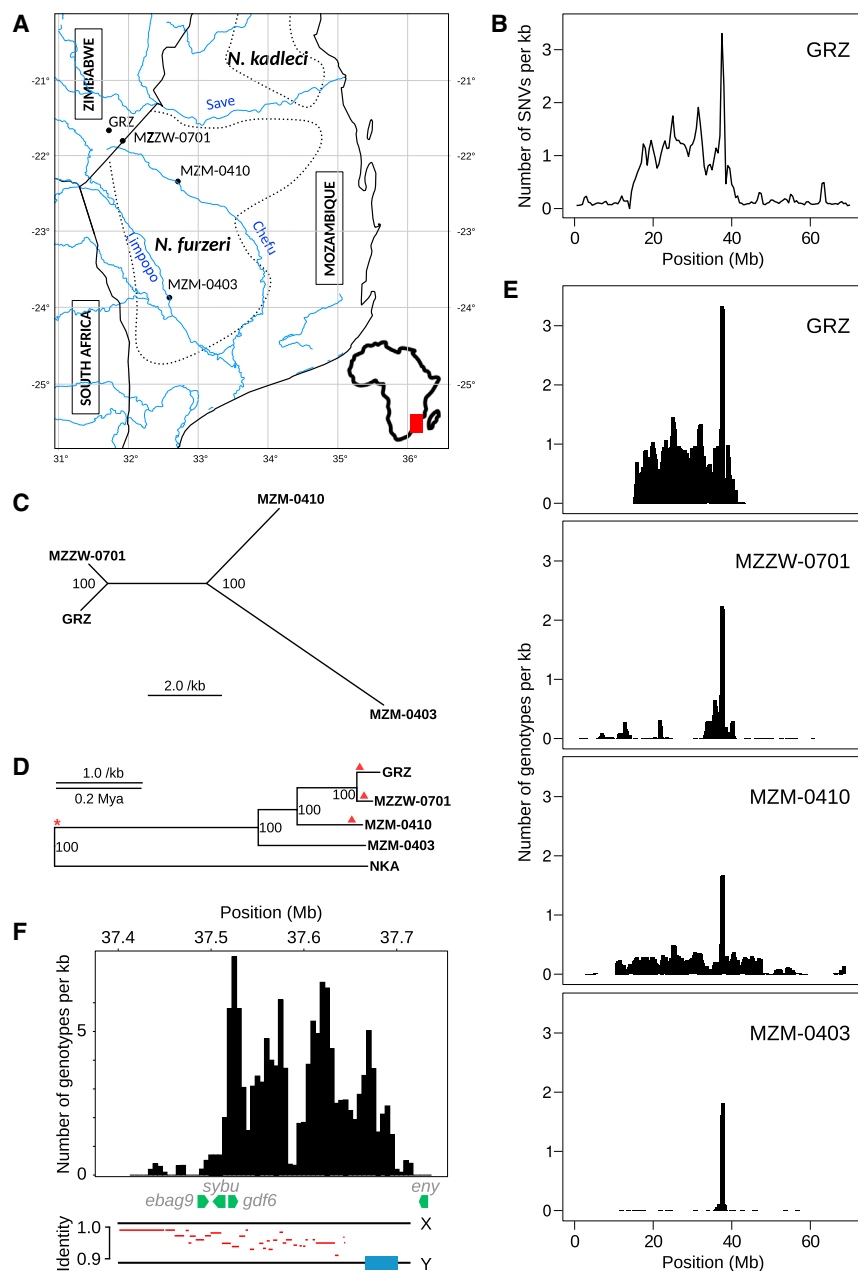 A
N. kadleci
ZIMBABWE
Save
GRZ
MZZW-0701
MZM-0410
MOZAMBIQUE
N. furzeri
Chefu
Limpopo
MZM-0403
SOUTH AFRICA
-21°
-22°
-23°
-24°
-25°
-21°
-22°
-23°
-24°
-25°
31°
32°
33°
34°
35°
36°
B
GRZ
Number of SNVs per kb
3
2
1
0
0
20
40
60
Position (Mb)
C
MZM-0410
MZZW-0701
100
100
GRZ
2.0 /kb
MZM-0403
D
1.0 /kb
0.2 Mya
*
GRZ
100
MZZW-0701
100
MZM-0410
100
MZM-0403
100
NKA
E
GRZ
3
2
1
0
MZZW-0701
3
2
1
0
Number of genotypes per kb
MZM-0410
3
2
1
0
Number of genotypes per kb
MZM-0403
3
2
1
0
0
20
40
60
Position (Mb)
F
Position (Mb)
37.4
37.5
37.6
37.7
Number of genotypes per kb
5
0
sybu
eny
ebag9
gdf6
Identity
1.0
0.9
X
Y